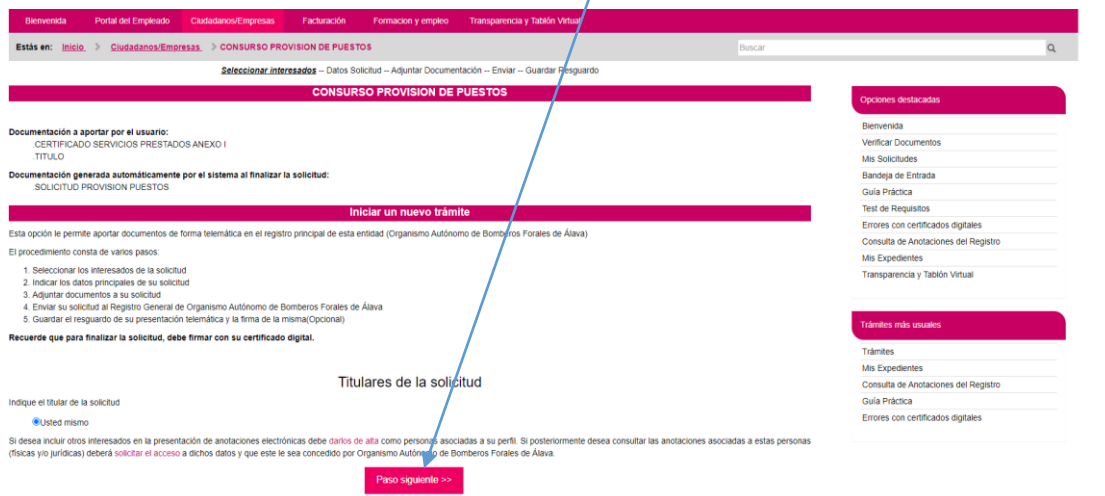 Bienvenida Portal del Empleado Ciudadanos/Empresas Facturación Formacion y empleo Transparencia y Tablón Virtual
Estás en: Inicio > Ciudadanos/Empresas > CONSURSO PROVISION DE PUESTOS
Buscar
Seleccionar interesados -- Datos Solicitud -- Adjuntar Documentación -- Enviar -- Guardar Resguardo
CONSURSO PROVISION DE PUESTOS
Documentación a aportar por el usuario:
.CERTIFICADO SERVICIOS PRESTADOS ANEXO I
.TITULO
Documentación generada automáticamente por el sistema al finalizar la solicitud:
.SOLICITUD PROVISION PUESTOS
Iniciar un nuevo trámite
Esta opción le permite aportar documentos de forma telemática en el registro principal de esta entidad (Organismo Autónomo de Bomberos Forales de Álava)
El procedimiento consta de varios pasos:
1. Seleccionar los interesados de la solicitud
2. Indicar los datos principales de su solicitud
3. Adjuntar documentos a su solicitud
4. Enviar su solicitud al Registro General de Organismo Autónomo de Bomberos Forales de Álava
5. Guardar el resguardo de su presentación telemática y la firma de la misma(Opcional)
Recuerde que para finalizar la solicitud, debe firmar con su certificado digital.
Titulares de la solicitud
Indique el titular de la solicitud
Usted mismo
Si desea incluir otros interesados en la presentación de anotaciones electrónicas debe darlos de alta como personas asociadas a su perfil. Si posteriormente desea consultar las anotaciones asociadas a estas personas
(físicas y/o jurídicas) deberá solicitar el acceso a dichos datos y que este le sea concedido por Organismo Autónomo de Bomberos Forales de Álava.
Paso siguiente >>
Opciones destacadas
Bienvenida
Verificar Documentos
Mis Solicitudes
Bandeja de Entrada
Guía Práctica
Test de Requisitos
Errores con certificados digitales
Consulta de Anotaciones del Registro
Mis Expedientes
Transparencia y Tablón Virtual
Trámites más usuales
Trámites
Mis Expedientes
Consulta de Anotaciones del Registro
Guía Práctica
Errores con certificados digitales